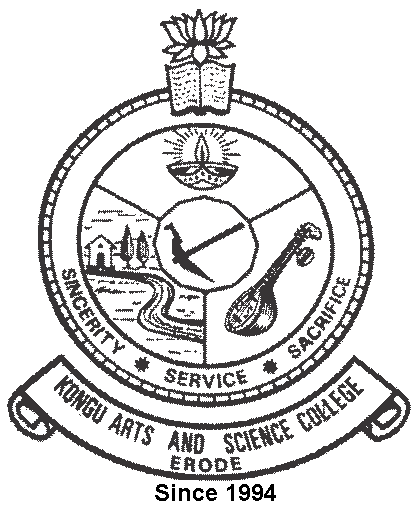 SINCERITY * SERVICE * SACRIFICE
KONGU ARTS AND SCIENCE COLLEGE
ERODE
Since 1994